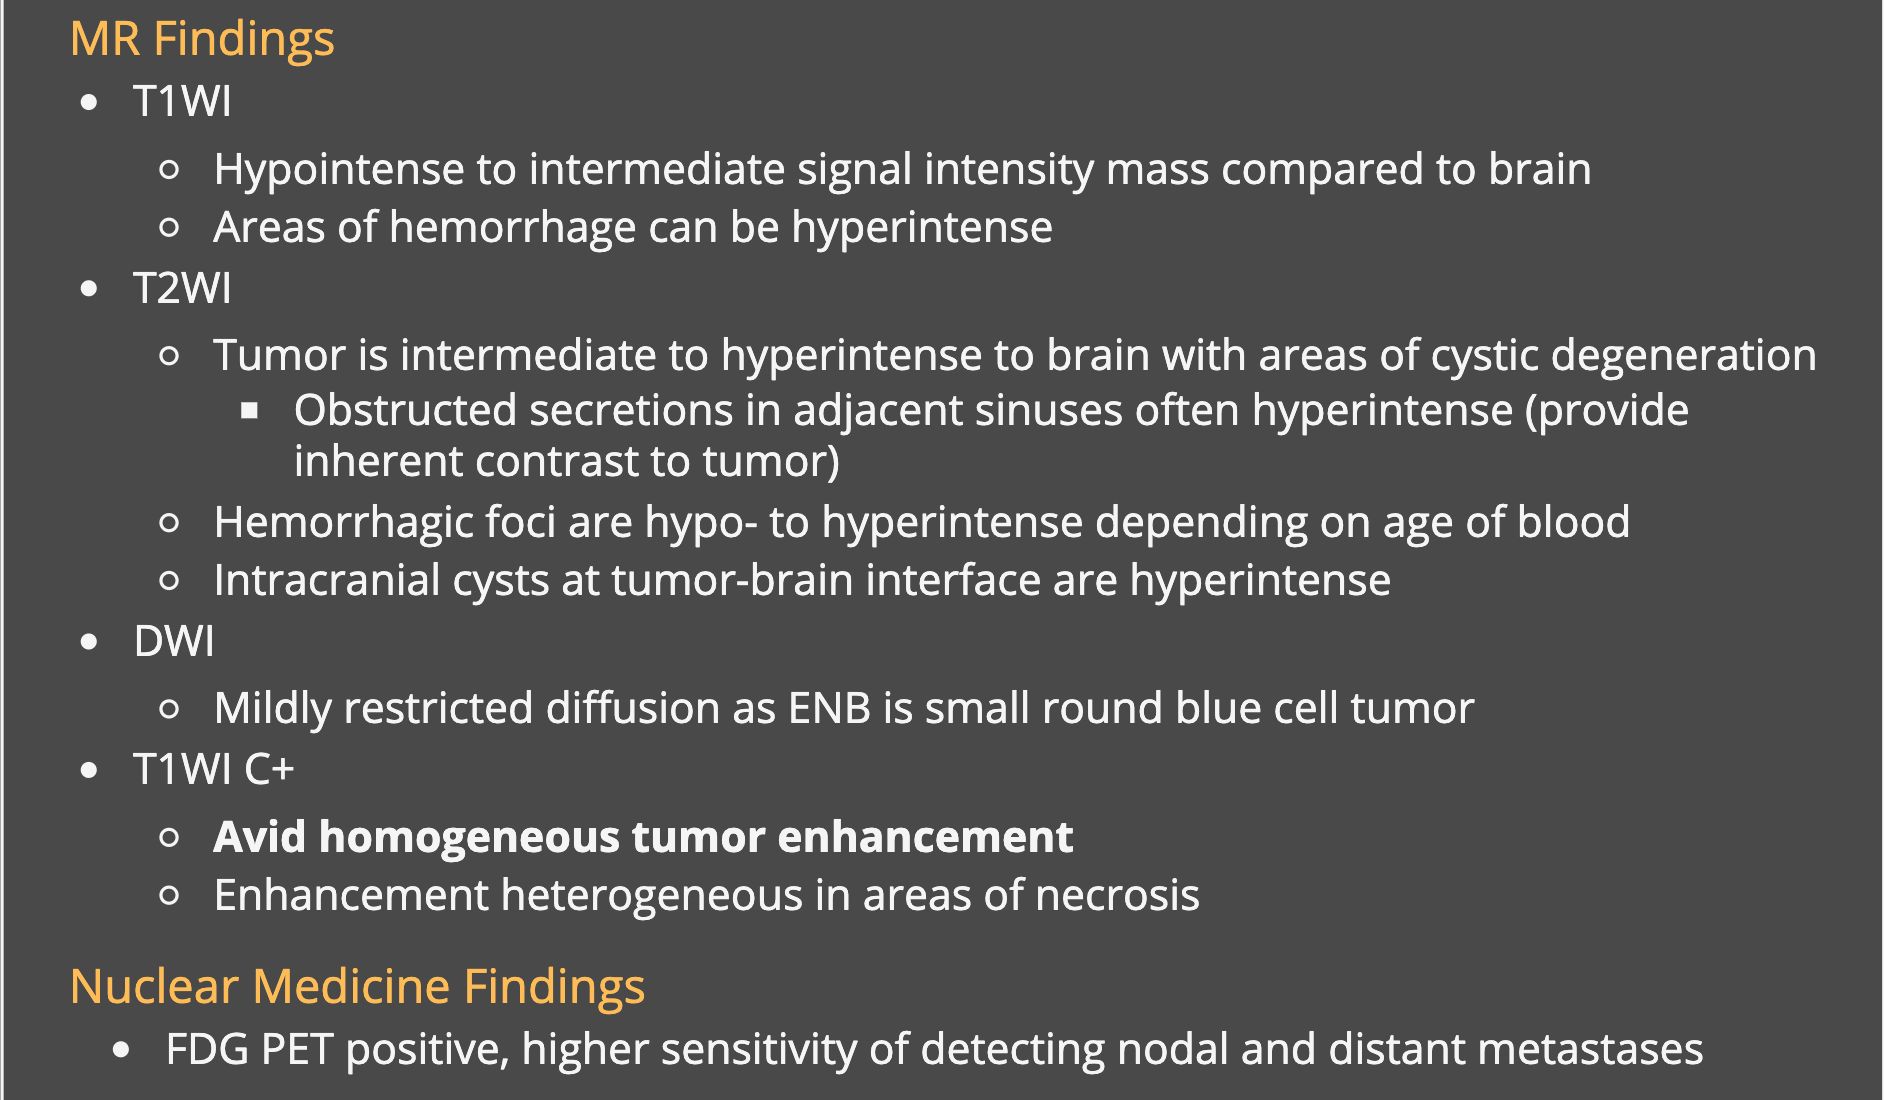 MR Findings
• T1WI
○ Hypointense to intermediate signal intensity mass compared to brain
○ Areas of hemorrhage can be hyperintense
• T2WI
○ Tumor is intermediate to hyperintense to brain with areas of cystic degeneration
■ Obstructed secretions in adjacent sinuses often hyperintense (provide
inherent contrast to tumor)
○ Hemorrhagic foci are hypo- to hyperintense depending on age of blood
○ Intracranial cysts at tumor-brain interface are hyperintense
• DWI
○ Mildly restricted diffusion as ENB is small round blue cell tumor
• T1WI C+
○ Avid homogeneous tumor enhancement
○ Enhancement heterogeneous in areas of necrosis
Nuclear Medicine Findings
• FDG PET positive, higher sensitivity of detecting nodal and distant metastases